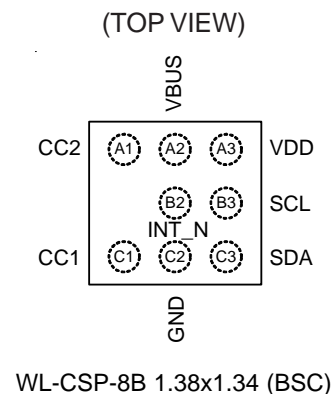 (TOP VIEW)
VBUS
CC2 A1 A2 A3 VDD
B2 B3 SCL
INT_N
CC1 C1 C2 C3 SDA
GND
WL-CSP-8B 1.38x1.34 (BSC)